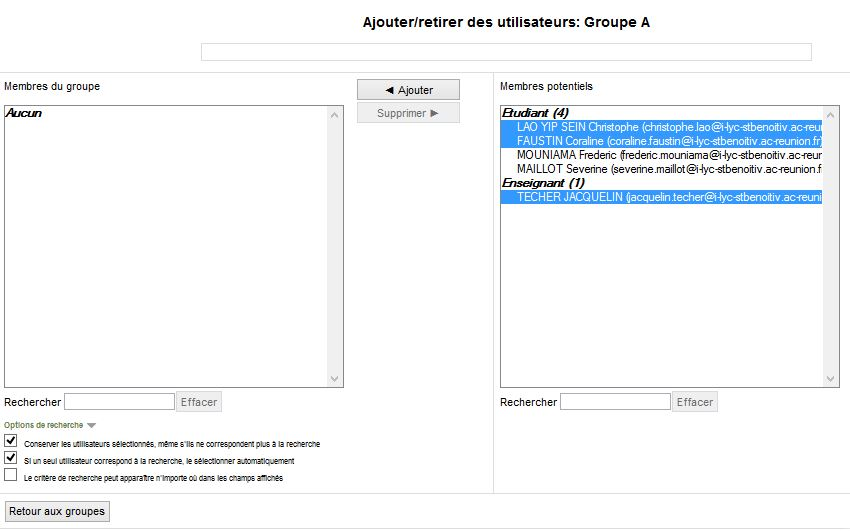 Ajouter/retirer des utilisateurs: Groupe A
Membres du groupe
Aucun
◄ Ajouter
Supprimer ►
Membres potentiels
Etudiant (4)
LAO YIP SEIN Christophe (christophe.lao@i-lyc-stbenoitiv.ac-reun
FAUSTIN Coraline (coraline.faustin@i-lyc-stbenoitiv.ac-reunion.fr)
MOUNIAMA Frederic (frederic.mouniama@i-lyc-stbenoitiv.ac-reun
MAILLOT Severine (severine.maillot@i-lyc-stbenoitiv.ac-reunion.f
Enseignant (1)
TECHER JACQUELIN (jacquelin.techer@i-lyc-stbenoitiv.ac-reuni
Rechercher Effacer
Rechercher Effacer
Options de recherche
Conserver les utilisateurs sélectionnés, même s'ils ne correspondent plus à la recherche
Si un seul utilisateur correspond à la recherche, le sélectionner automatiquement
Le critère de recherche peut apparaître n'importe où dans les champs affichés
Retour aux groupes